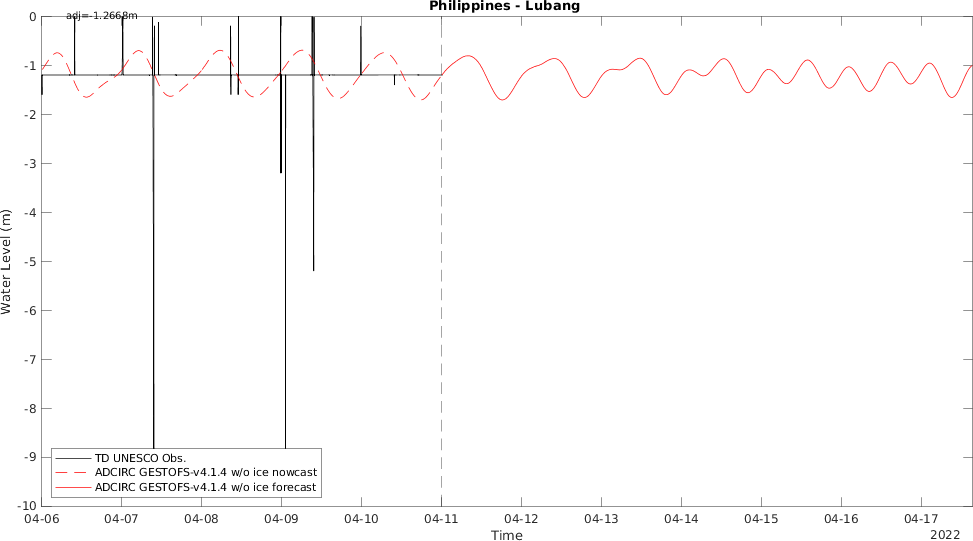 Philippines - Lubang
adj=-1.2668m
0
-1
-2
-3
-4
-5
-6
-7
-8
-9
-10
Water Level (m)
TD UNESCO Obs.
ADCIRC GESTOFS-v4.1.4 w/o ice nowcast
ADCIRC GESTOFS-v4.1.4 w/o ice forecast
04-06 04-07 04-08 04-09 04-10 04-11 04-12 04-13 04-14 04-15 04-16 04-17
Time
2022